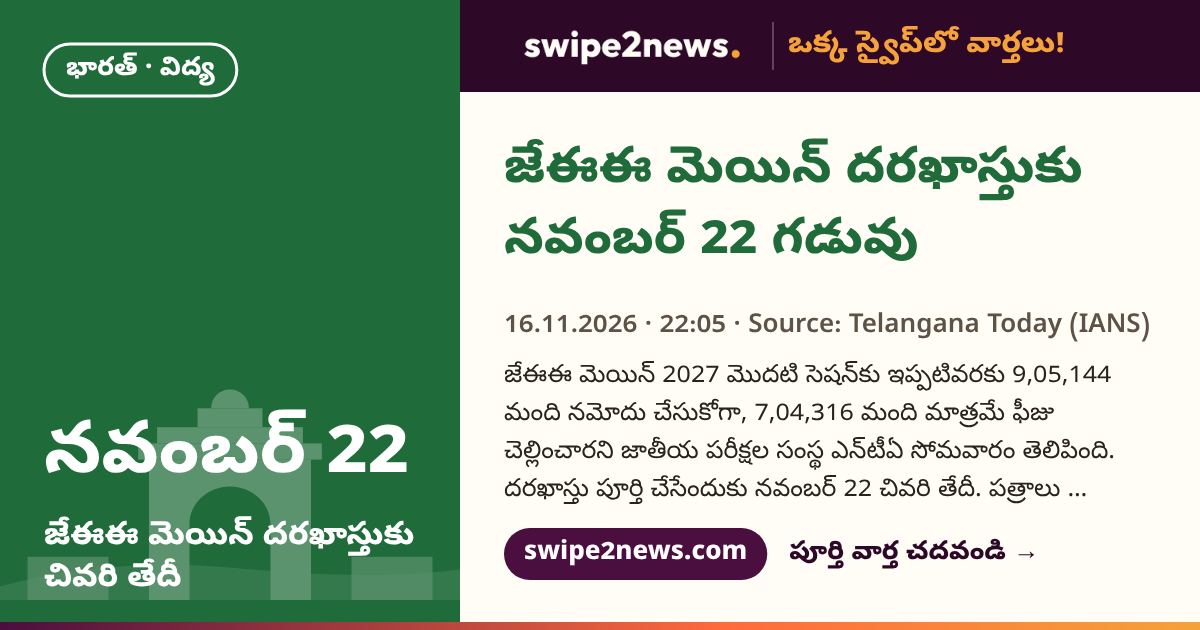 భారత్ · విద్య
నవంబర్ 22
జేఈఈ మెయిన్ దరఖాస్తుకు
చివరి తేదీ
swipe2news.
ఒక్క స్వైప్‌లో వార్తలు!
జేఈఈ మెయిన్ దరఖాస్తుకు
నవంబర్ 22 గడువు
16.11.2026 · 22:05 · Source: Telangana Today (IANS)
జేఈఈ మెయిన్ 2027 మొదటి సెషన్‌కు ఇప్పటివరకు 9,05,144
మంది నమోదు చేసుకోగా, 7,04,316 మంది మాత్రమే ఫీజు
చెల్లించారని జాతీయ పరీక్షల సంస్థ ఎన్‌టీఏ సోమవారం తెలిపింది.
దరఖాస్తు పూర్తి చేసేందుకు నవంబర్ 22 చివరి తేదీ. పత్రాలు ...
swipe2news.com
పూర్తి వార్త చదవండి →